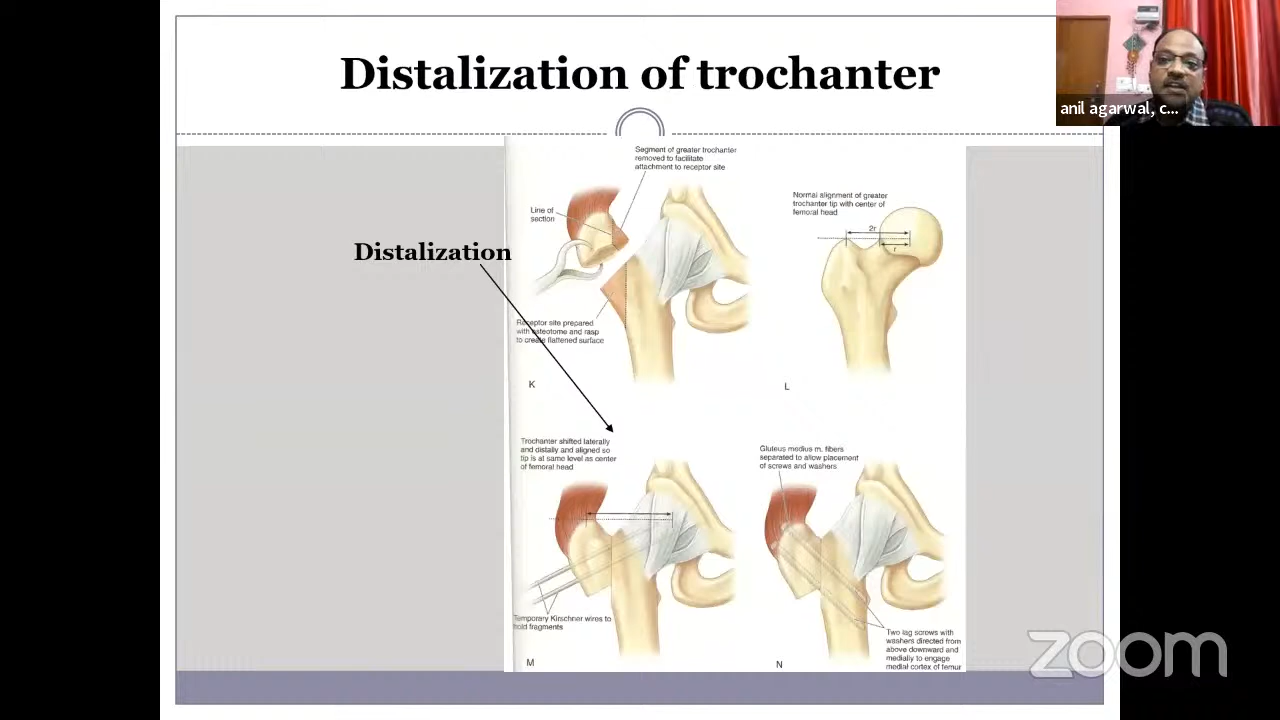 Distalization of trochanter
anil agarwal, c...
Segment of greater trochanter
removed to facilitate
attachment to receptor site
Line of
section
Normal alignment of greater
trochanter tip with center of
femoral head
2r
r
Distalization
Receptor site prepared
with osteotome and rasp
to create flattened surface
K
L
Trochanter shifted laterally
and distally and aligned so
tip is at same level as center
of femoral head
Gluteus medius m. fibers
separated to allow placement
of screws and washers
Temporary Kirschner wires to
hold fragments
Two lag screws with
washers directed from
above downward and
medially to engage
medial cortex of femur
M
N
zoom